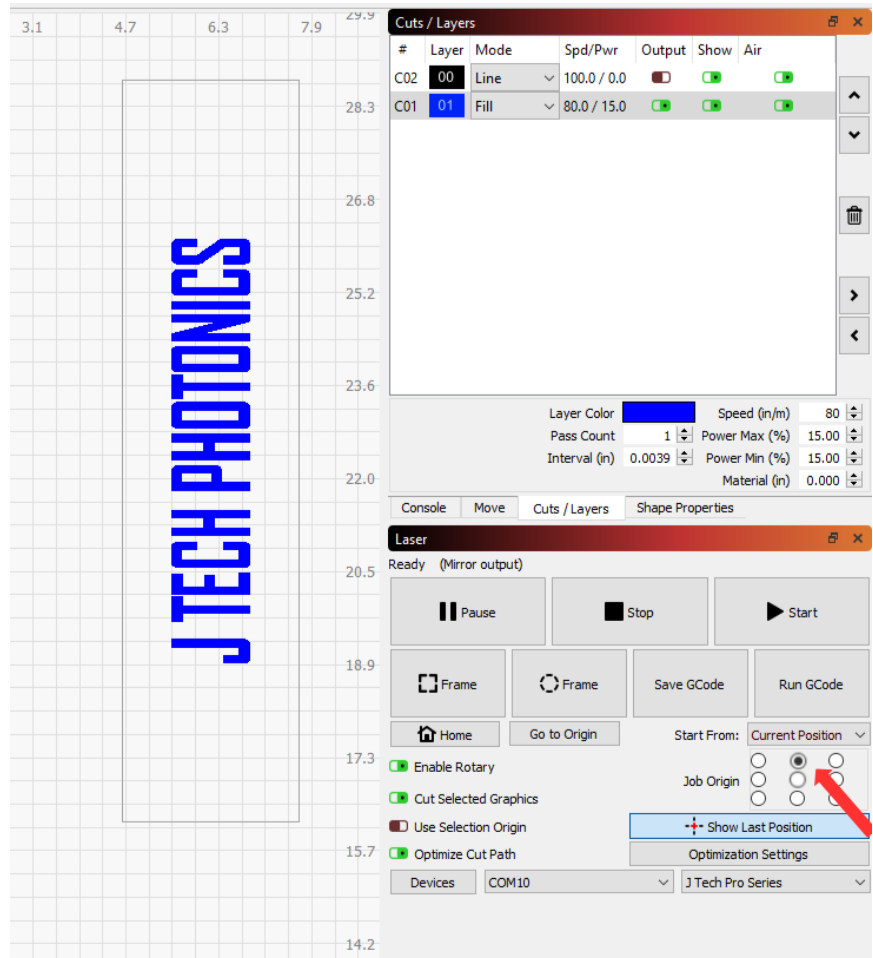 3.1 4.7 6.3 7.9 29.9
28.3
26.8
25.2
23.6
22.0
20.5
18.9
17.3
15.7
14.2
J TECH PHOTONICS
Cuts / Layers
# Layer Mode Spd/Pwr Output Show Air
C02 00 Line 100.0 / 0.0
C01 01 Fill 80.0 / 15.0
Layer Color Speed (in/m) 80
Pass Count 1 Power Max (%) 15.00
Interval (in) 0.0039 Power Min (%) 15.00
Material (in) 0.000
Console Move Cuts / Layers Shape Properties
Laser
Ready (Mirror output)
Pause Stop Start
Frame Frame Save GCode Run GCode
Home Go to Origin Start From: Current Position
Enable Rotary
Job Origin
Cut Selected Graphics
Use Selection Origin Show Last Position
Optimize Cut Path Optimization Settings
Devices COM10 J Tech Pro Series